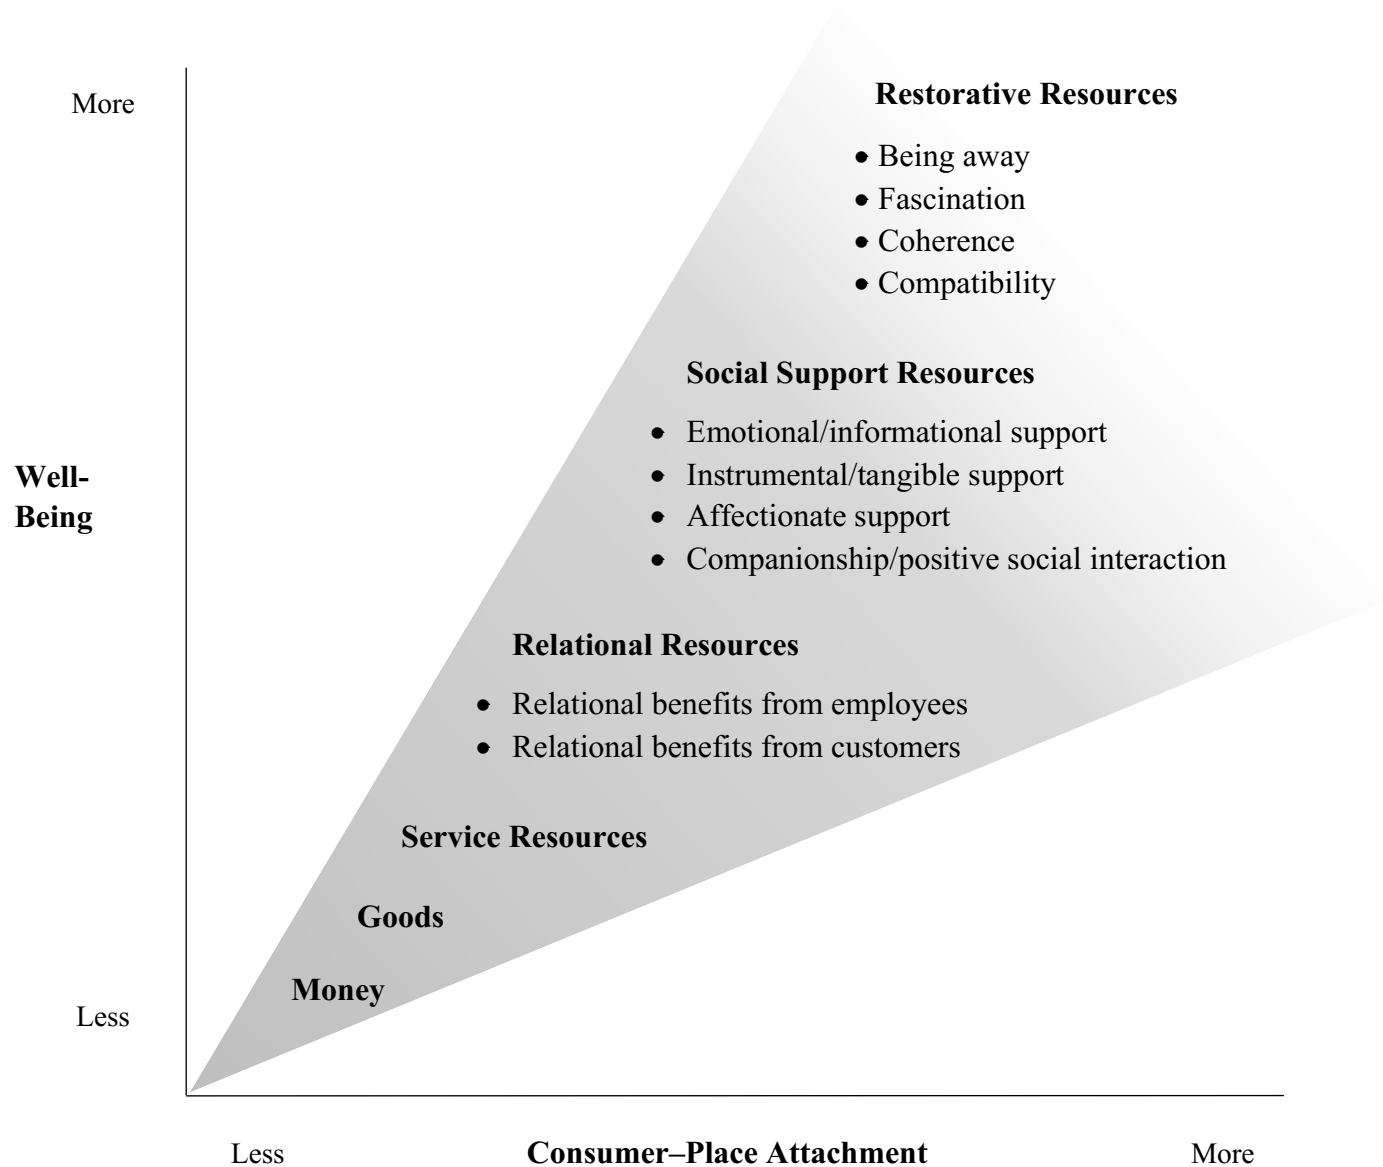 More
Restorative Resources
• Being away
• Fascination
• Coherence
• Compatibility
Social Support Resources
• Emotional/informational support
• Instrumental/tangible support
• Affectionate support
• Companionship/positive social interaction
Well-
Being
Relational Resources
• Relational benefits from employees
• Relational benefits from customers
Service Resources
Goods
Money
Less
Less
Consumer–Place Attachment
More